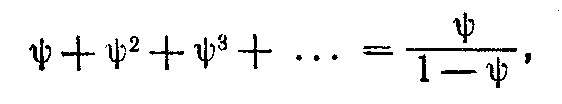 ψ + ψ² + ψ³ + ... = ψ / (1 − ψ),